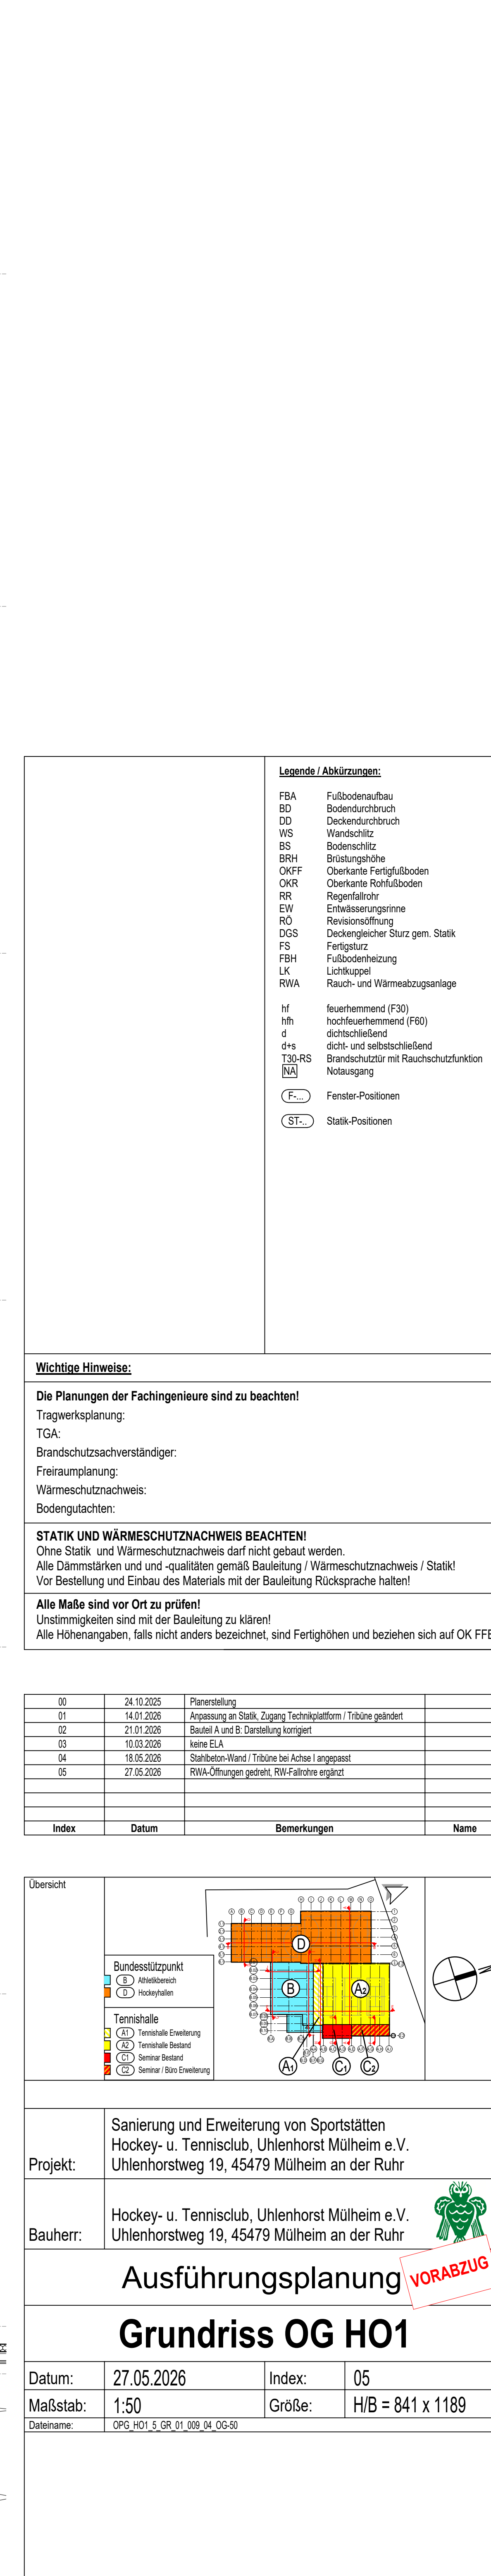 Legende / Abkürzungen:
FBA Fußbodenaufbau
BD Bodendurchbruch
DD Deckendurchbruch
WS Wandschlitz
BS Bodenschlitz
BRH Brüstungshöhe
OKFF Oberkante Fertigfußboden
OKR Oberkante Rohfußboden
RR Regenfallrohr
EW Entwässerungsrinne
RÖ Revisionsöffnung
DGS Deckengleicher Sturz gem. Statik
FS Fertigsturz
FBH Fußbodenheizung
LK Lichtkuppel
RWA Rauch- und Wärmeabzugsanlage
hf feuerhemmend (F30)
hfh hochfeuerhemmend (F60)
d dichtschließend
d+s dicht- und selbstschließend
T30-RS Brandschutztür mit Rauchschutzfunktion
NA Notausgang
F-... Fenster-Positionen
ST-.. Statik-Positionen
Wichtige Hinweise:
Die Planungen der Fachingenieure sind zu beachten!
Tragwerksplanung:
TGA:
Brandschutzsachverständiger:
Freiraumplanung:
Wärmeschutznachweis:
Bodengutachten:
STATIK UND WÄRMESCHUTZNACHWEIS BEACHTEN!
Ohne Statik und Wärmeschutznachweis darf nicht gebaut werden.
Alle Dämmstärken und und -qualitäten gemäß Bauleitung / Wärmeschutznachweis / Statik!
Vor Bestellung und Einbau des Materials mit der Bauleitung Rücksprache halten!
Alle Maße sind vor Ort zu prüfen!
Unstimmigkeiten sind mit der Bauleitung zu klären!
Alle Höhenangaben, falls nicht anders bezeichnet, sind Fertighöhen und beziehen sich auf OK FFB
00 24.10.2025 Planerstellung
01 14.01.2026 Anpassung an Statik, Zugang Technikplattform / Tribüne geändert
02 21.01.2026 Bauteil A und B: Darstellung korrigiert
03 10.03.2026 keine ELA
04 18.05.2026 Stahlbeton-Wand / Tribüne bei Achse I angepasst
05 27.05.2026 RWA-Öffnungen gedreht, RW-Fallrohre ergänzt
Index Datum Bemerkungen Name
Übersicht
D
B
A2
A1
C1
C2
Bundesstützpunkt
B Athletikbereich
D Hockeyhallen
Tennishalle
A1 Tennishalle Erweiterung
A2 Tennishalle Bestand
C1 Seminar Bestand
C2 Seminar / Büro Erweiterung
Projekt:
Sanierung und Erweiterung von Sportstätten
Hockey- u. Tennisclub, Uhlenhorst Mülheim e.V.
Uhlenhorstweg 19, 45479 Mülheim an der Ruhr
Bauherr:
Hockey- u. Tennisclub, Uhlenhorst Mülheim e.V.
Uhlenhorstweg 19, 45479 Mülheim an der Ruhr
Ausführungsplanung
VORABZUG
Grundriss OG HO1
Datum: 27.05.2026 Index: 05
Maßstab: 1:50 Größe: H/B = 841 x 1189
Dateiname: OPG_HO1_5_GR_01_009_04_OG-50